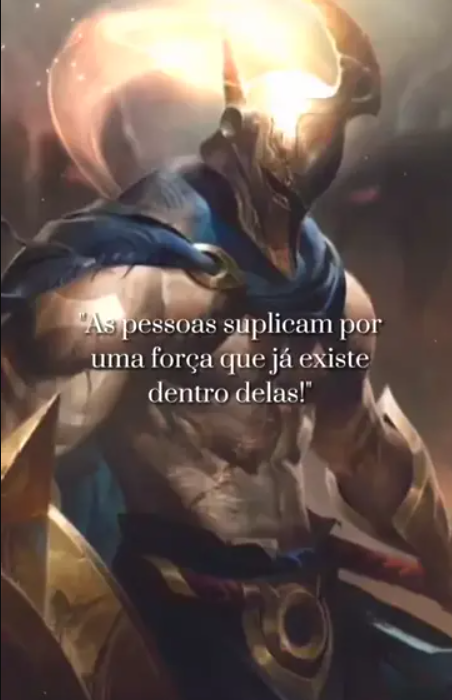 "As pessoas suplicam por
uma força que já existe
dentro delas!"